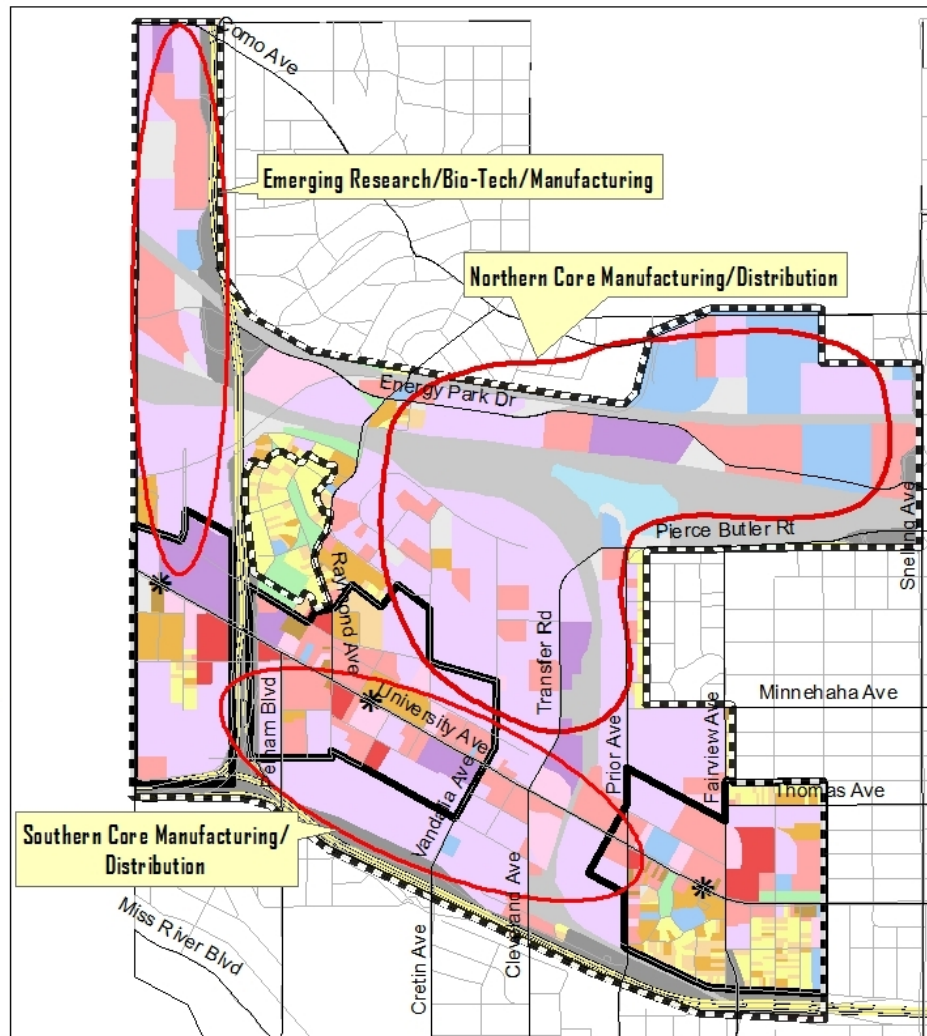 Como Ave
Emerging Research/Bio-Tech/Manufacturing
Northern Core Manufacturing/Distribution
Energy Park Dr
Pierce Butler Rt
Snelling Ave
Raymond Ave
Transfer Rd
Minnehaha Ave
University Ave
Prior Ave
Fairview Ave
Thomas Ave
Vandalia Ave
Southern Core Manufacturing/
Distribution
Cleveland Ave
Cretin Ave
Miss River Blvd